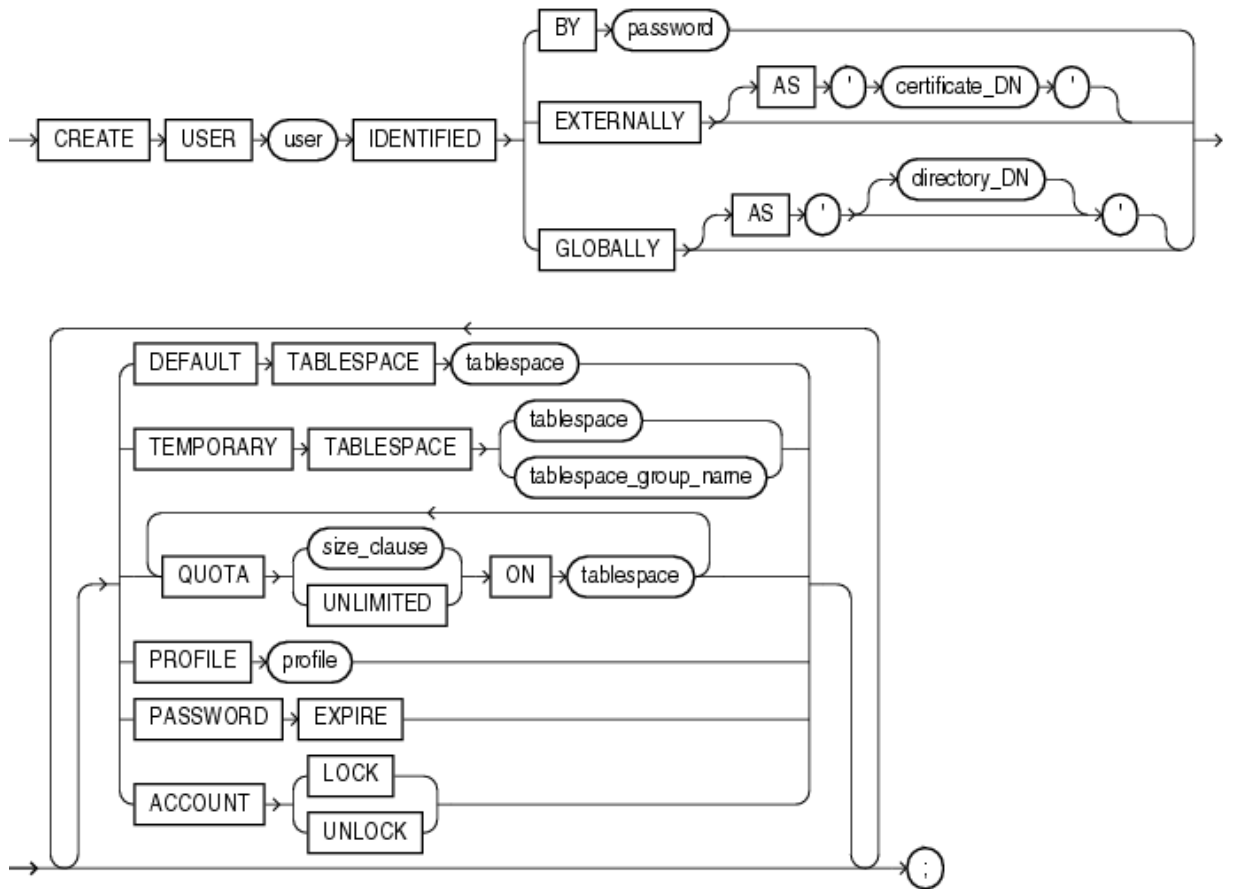 BY password
AS ' certificate_DN '
EXTERNALLY
CREATE USER user IDENTIFIED
directory_DN
AS ' '
GLOBALLY
DEFAULT TABLESPACE tablespace
tablespace
TEMPORARY TABLESPACE
tablespace_group_name
size_clause
QUOTA ON tablespace
UNLIMITED
PROFILE profile
PASSWORD EXPIRE
LOCK
ACCOUNT
UNLOCK
;